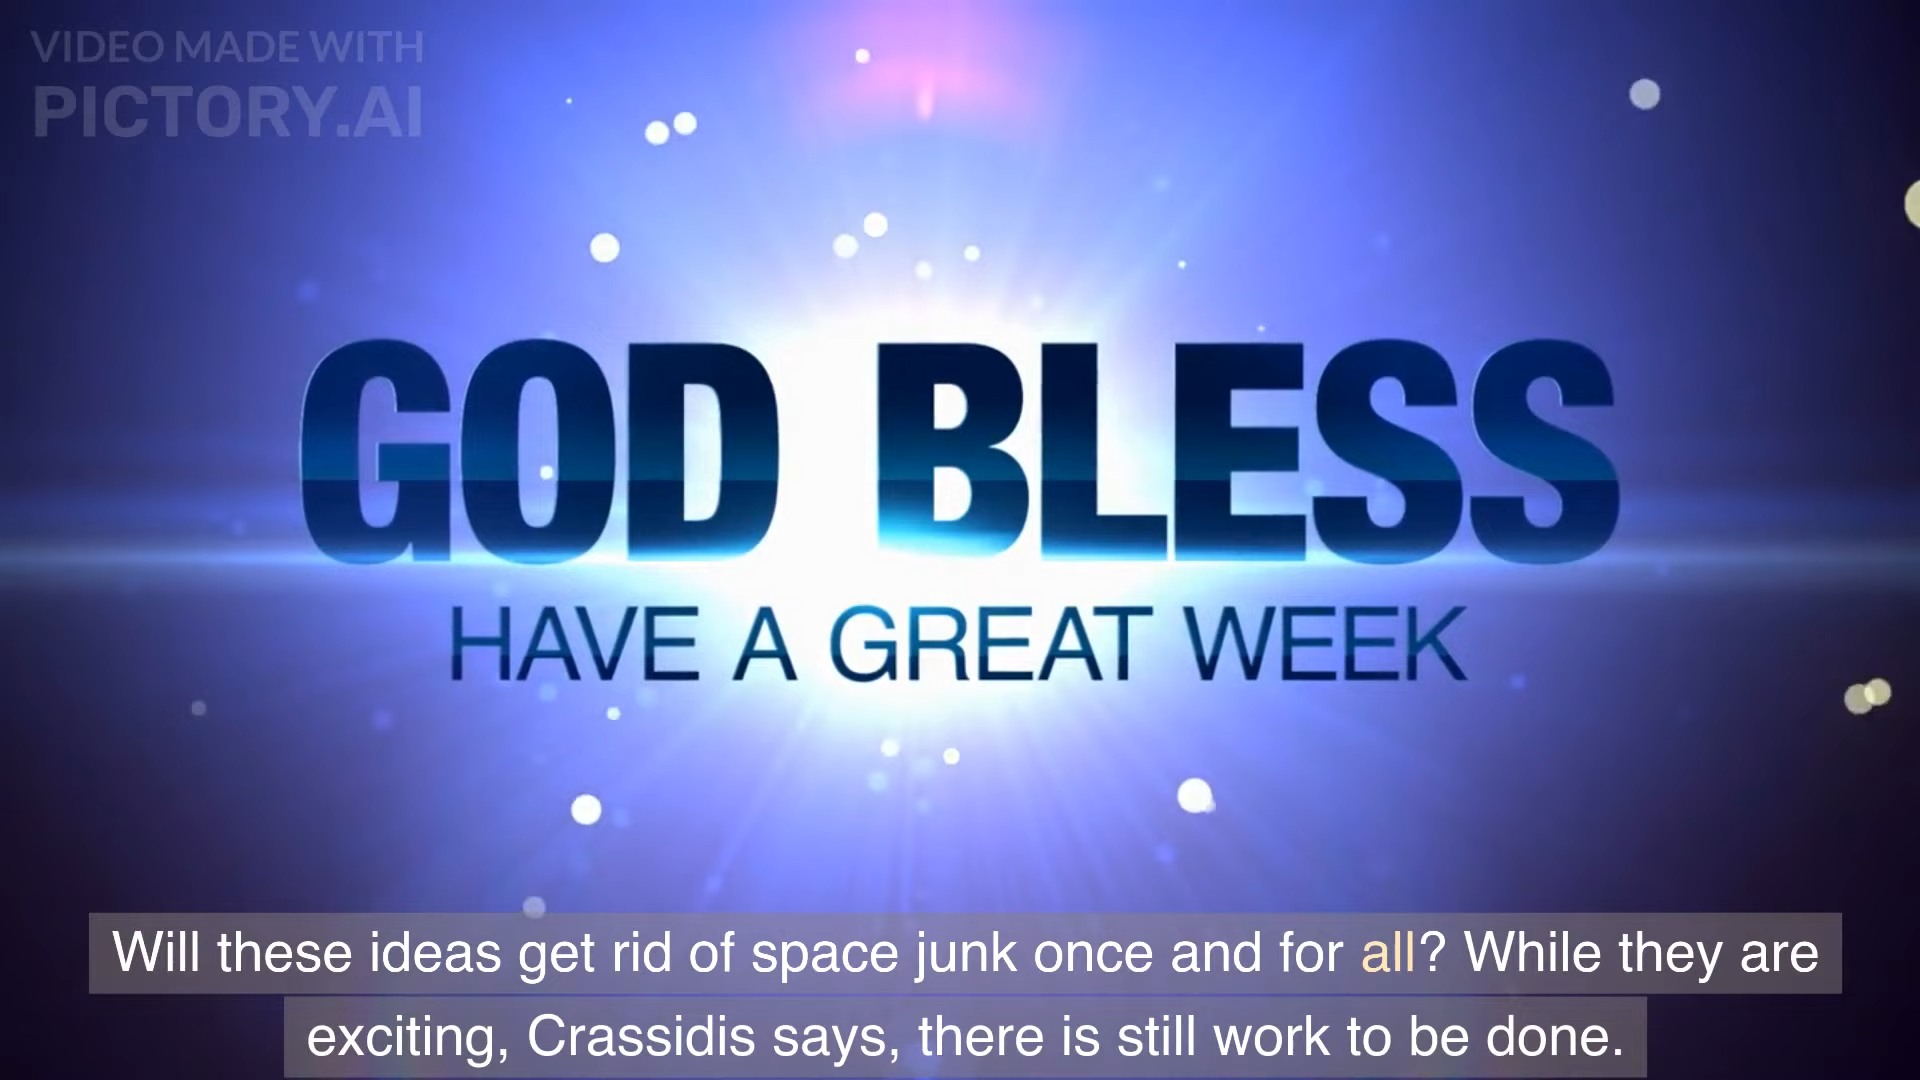 VIDEO MADE WITH
PICTORY.AI
GOD BLESS
HAVE A GREAT WEEK
Will these ideas get rid of space junk once and for all? While they are
exciting, Crassidis says, there is still work to be done.